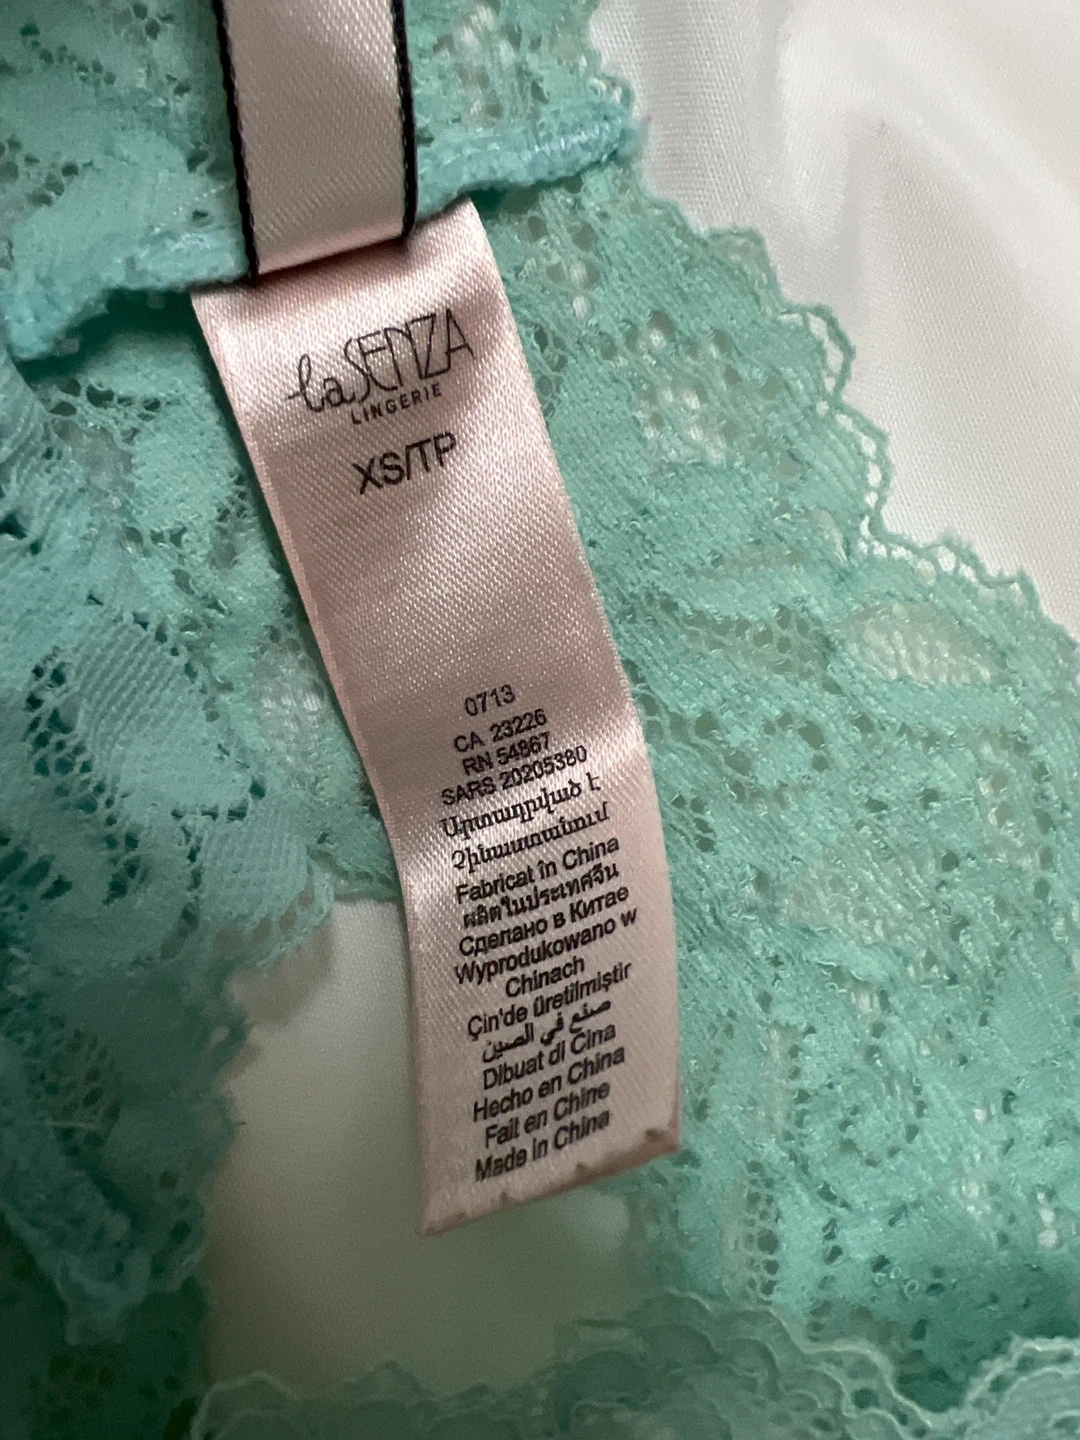 la SENZA
LINGERIE
XS/TP
0713
CA 23226
RN 54867
SARS 20205380
Արտադրված է
Չինաստանում
Fabricat în China
ผลิตในประเทศจีน
Сделано в Китае
Wyprodukowano w
Chinach
Çin'de üretilmiştir
صنع في الصين
Dibuat di Cina
Hecho en China
Fait en Chine
Made in China